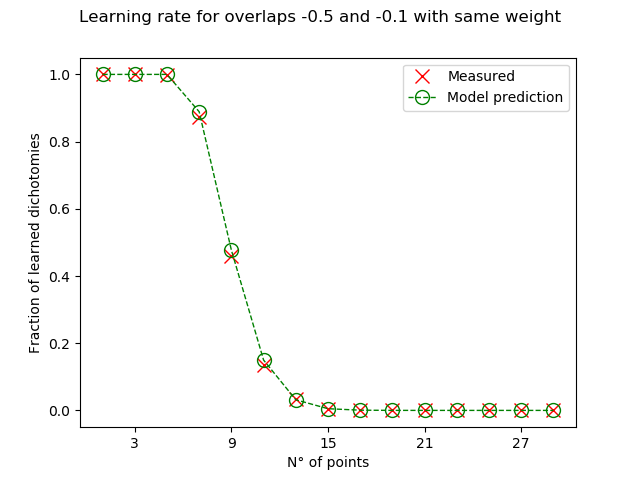 Learning rate for overlaps -0.5 and -0.1 with same weight
Measured
Model prediction
Fraction of learned dichotomies
1.0
0.8
0.6
0.4
0.2
0.0
3 9 15 21 27
N° of points